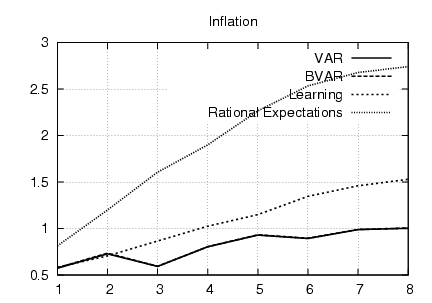 Inflation
3
2.5
2
1.5
1
0.5
VAR
BVAR
Learning
Rational Expectations
1 2 3 4 5 6 7 8